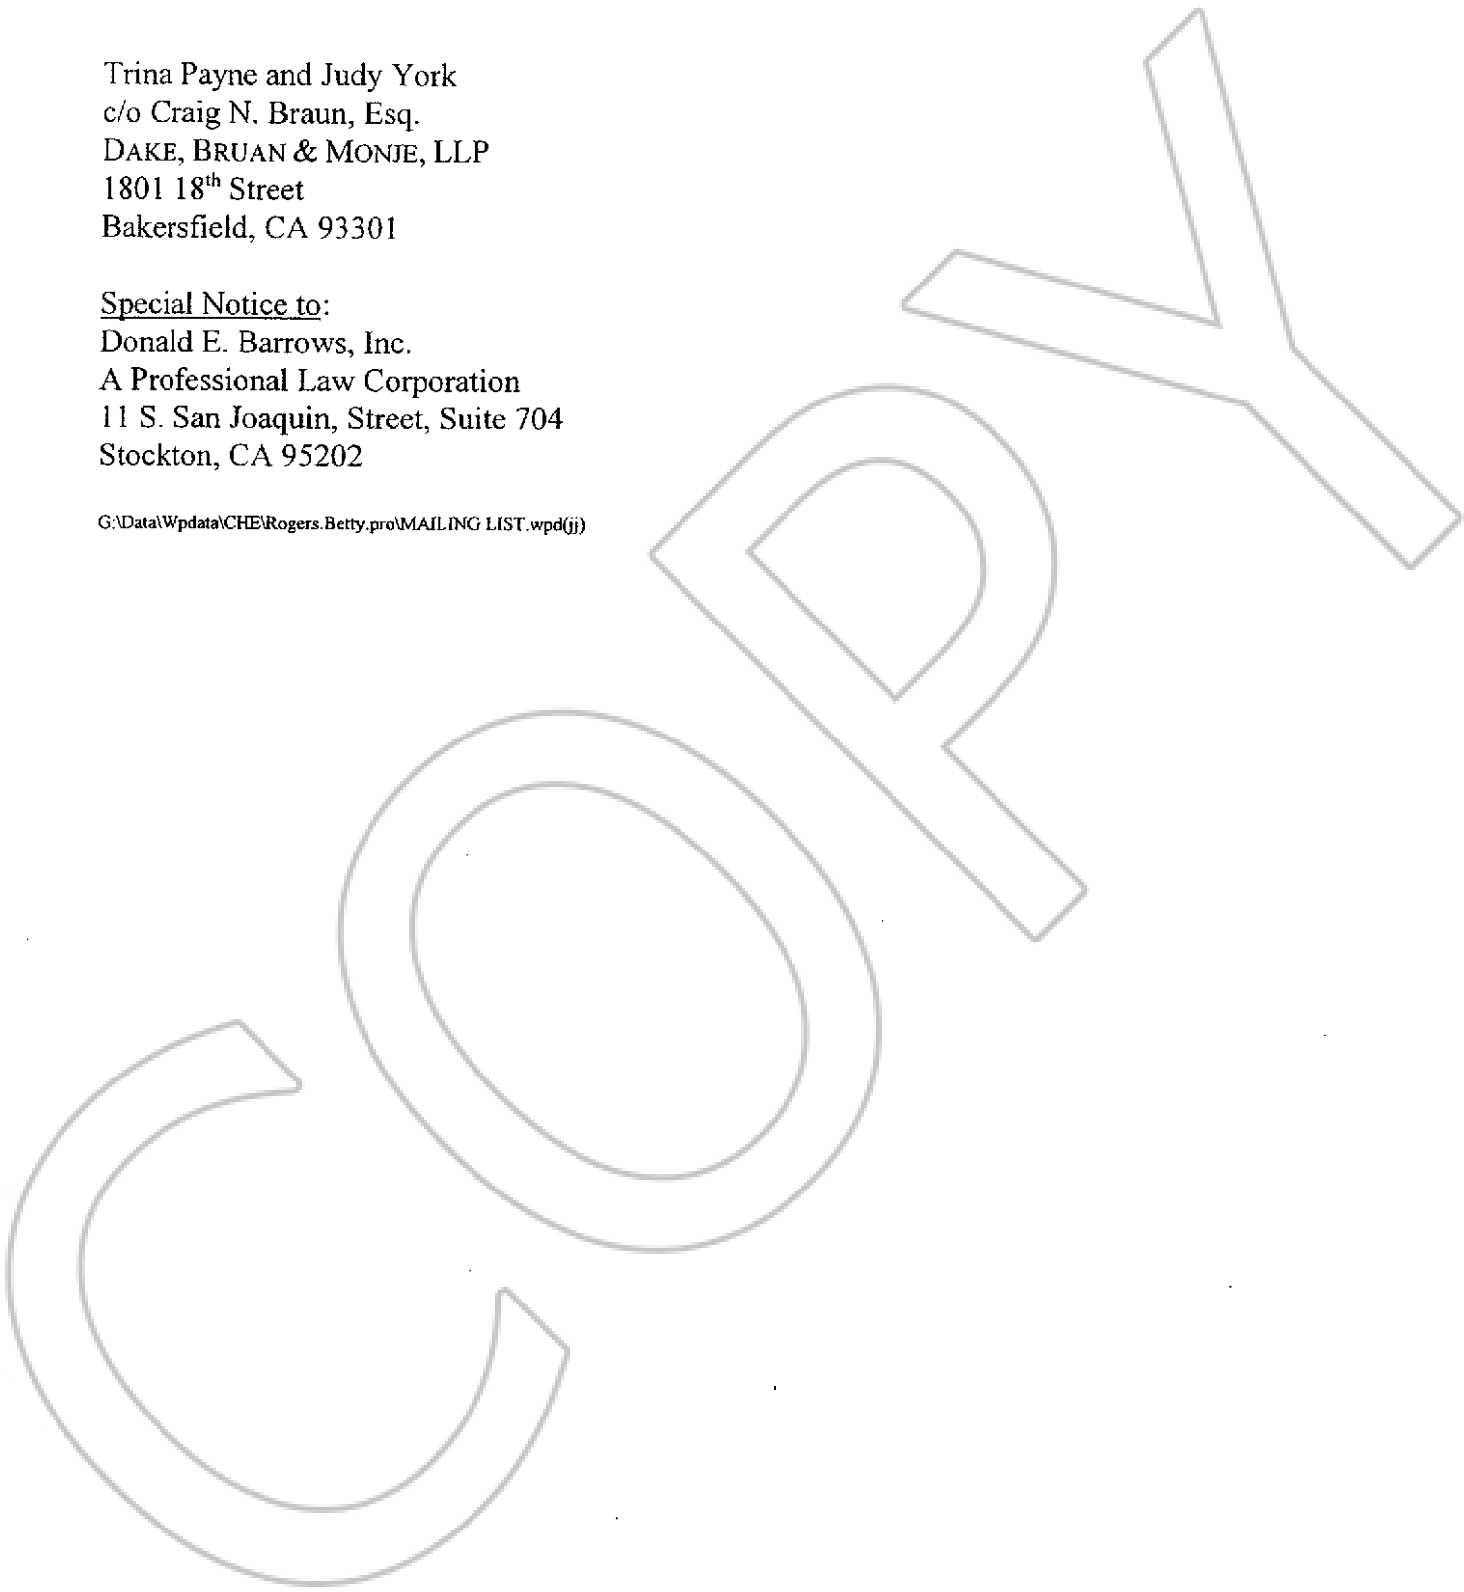 Trina Payne and Judy York
c/o Craig N. Braun, Esq.
DAKE, BRUAN & MONJE, LLP
1801 18th Street
Bakersfield, CA 93301
Special Notice to:
Donald E. Barrows, Inc.
A Professional Law Corporation
11 S. San Joaquin, Street, Suite 704
Stockton, CA 95202
G:\Data\Wpdata\CHE\Rogers.Betty.pro\MAILING LIST.wpd(jj)
COPY